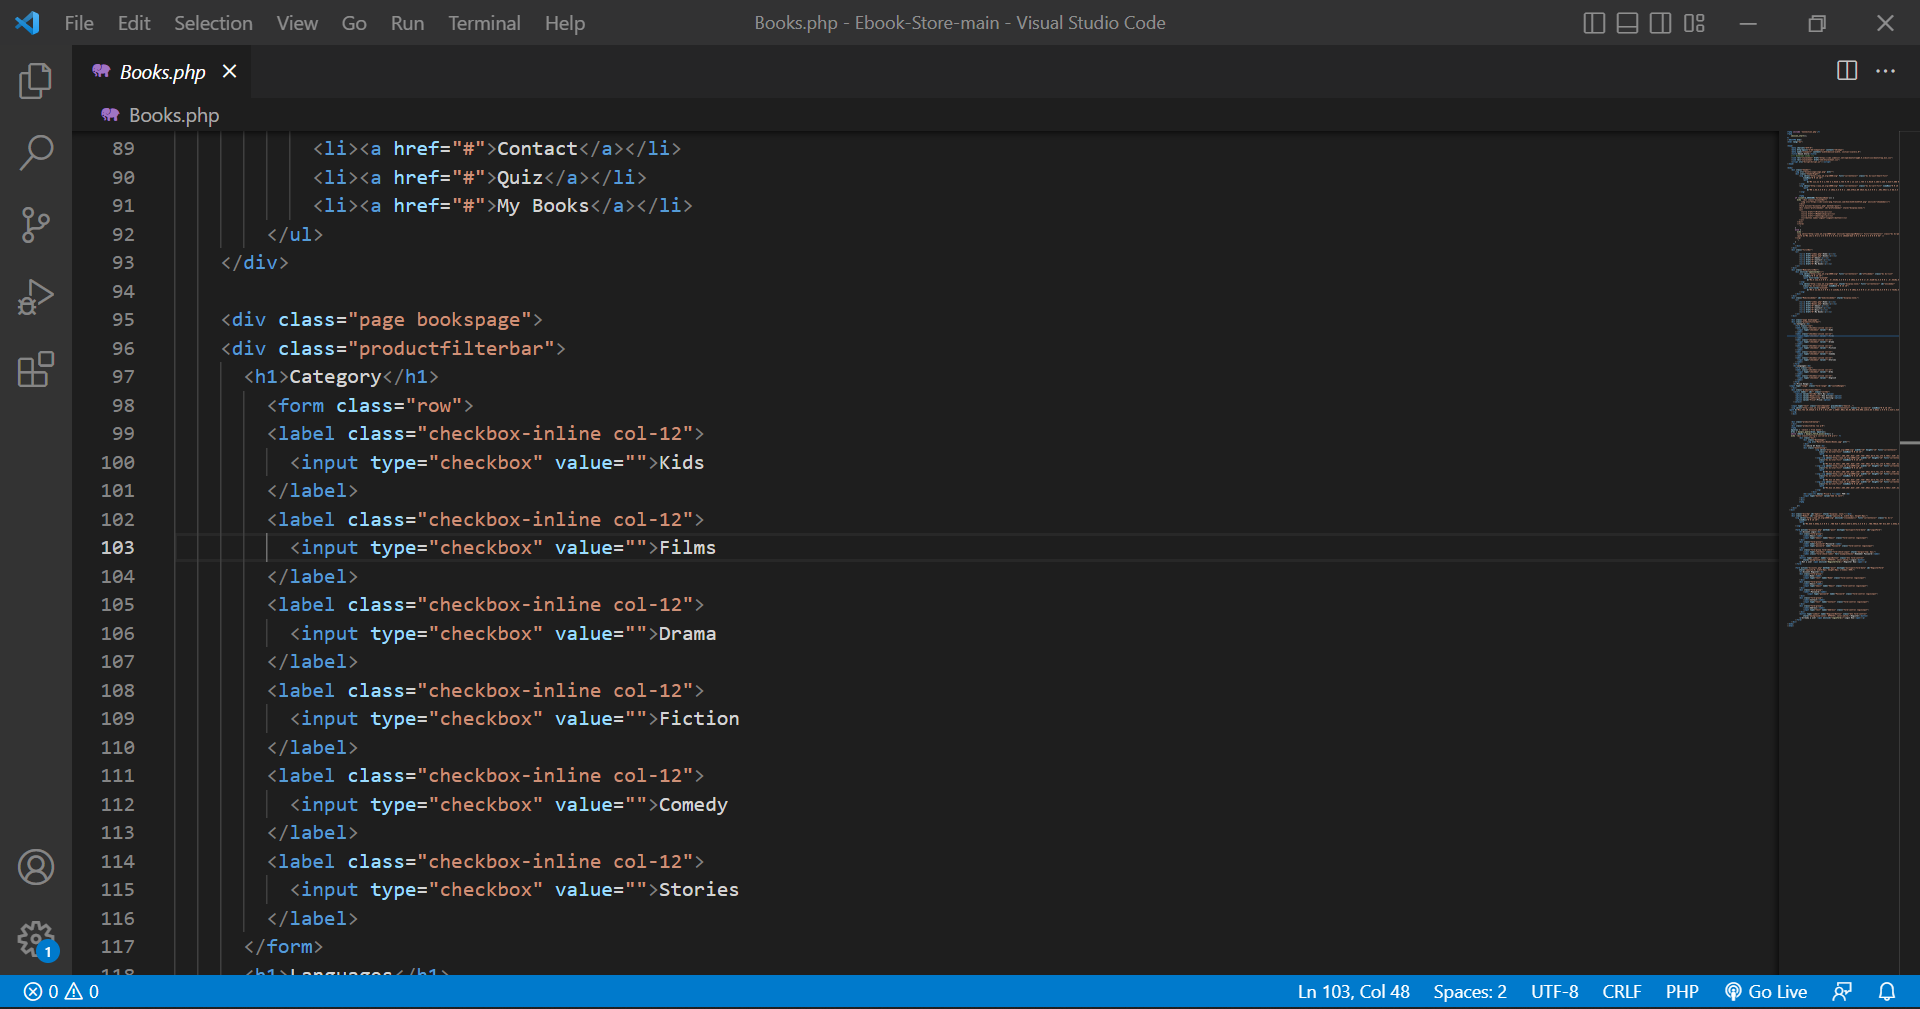 File Edit Selection View Go Run Terminal Help Books.php - Ebook-Store-main - Visual Studio Code
Books.php
Books.php
89 <li><a href="#">Contact</a></li>
90 <li><a href="#">Quiz</a></li>
91 <li><a href="#">My Books</a></li>
92 </ul>
93 </div>
94
95 <div class="page bookspage">
96 <div class="productfilterbar">
97 <h1>Category</h1>
98 <form class="row">
99 <label class="checkbox-inline col-12">
100 <input type="checkbox" value="">Kids
101 </label>
102 <label class="checkbox-inline col-12">
103 <input type="checkbox" value="">Films
104 </label>
105 <label class="checkbox-inline col-12">
106 <input type="checkbox" value="">Drama
107 </label>
108 <label class="checkbox-inline col-12">
109 <input type="checkbox" value="">Fiction
110 </label>
111 <label class="checkbox-inline col-12">
112 <input type="checkbox" value="">Comedy
113 </label>
114 <label class="checkbox-inline col-12">
115 <input type="checkbox" value="">Stories
116 </label>
117 </form>
118 <h1>Languages</h1>
1
0 0 Ln 103, Col 48 Spaces: 2 UTF-8 CRLF PHP Go Live